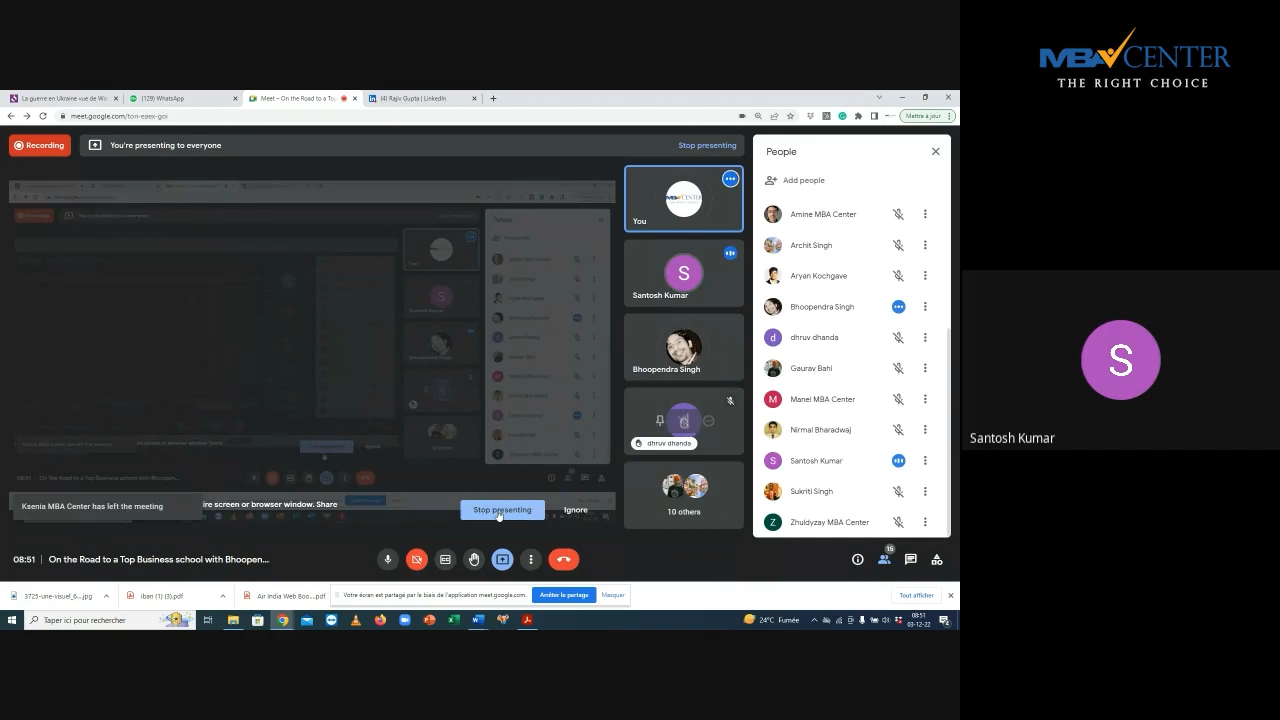 MBA CENTER
THE RIGHT CHOICE
La guerre en Ukraine vue de Wa
(129) WhatsApp
Meet – On the Road to a To
(4) Rajiv Gupta | LinkedIn
meet.google.com/ton-eaex-goi
Mettre à jour
Recording
You're presenting to everyone
Stop presenting
People
Add people
You
Amine MBA Center
Archit Singh
Aryan Kochgave
S
Santosh Kumar
Bhoopendra Singh
d
dhruv dhanda
Gaurav Bahl
M
Manel MBA Center
Nirmal Bharadwaj
S
Santosh Kumar
Sukriti Singh
Z
Zhuldyzay MBA Center
Bhoopendra Singh
dhruv dhanda
10 others
S
Santosh Kumar
Ksenia MBA Center has left the meeting
ire screen or browser window. Share
Stop presenting
Ignore
08:51 | On the Road to a Top Business school with Bhoopen...
15
3725-une-visuel_6....jpg
iban (1) (3).pdf
Air India Web Boo....pdf
Votre écran est partagé par le biais de l'application meet.google.com.
Arrêter le partage
Masquer
Tout afficher
Taper ici pour rechercher
24°C Fumée
08:51
03-12-22